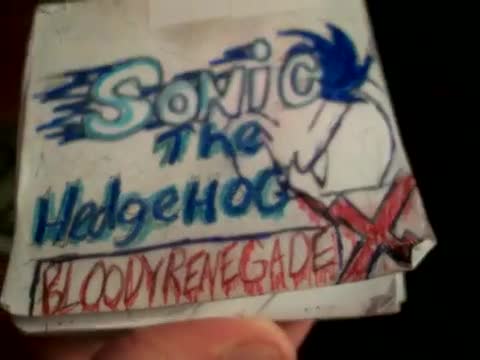 Sonic
The
HedgeHOG
BLOODYRENEGADE X